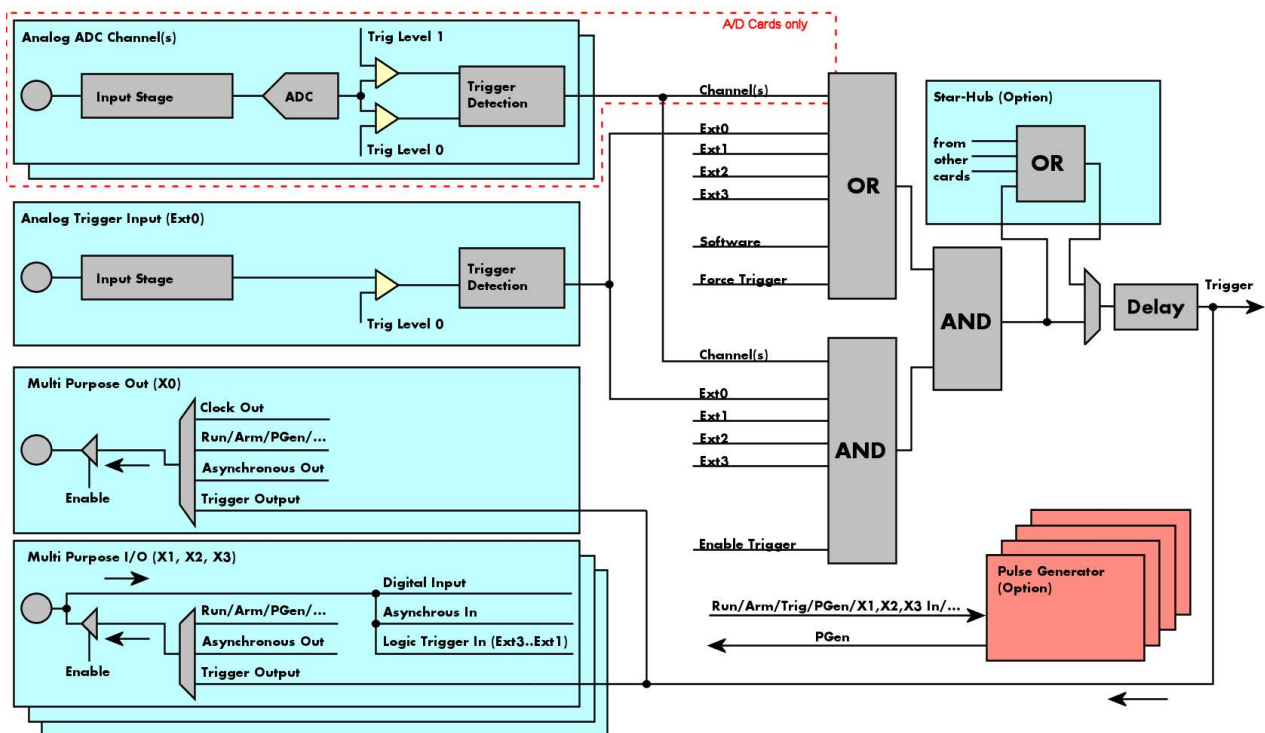 A/D Cards only
Analog ADC Channel(s)
Trig Level 1
Input Stage
ADC
Trigger
Detection
Trig Level 0
Channel(s)
Ext0
Ext1
Ext2
Ext3
Software
Force Trigger
OR
Star-Hub (Option)
from
other
cards
OR
Analog Trigger Input (Ext0)
Input Stage
Trigger
Detection
Trig Level 0
AND
Delay
Trigger
Channel(s)
Ext0
Ext1
Ext2
Ext3
Enable Trigger
AND
Multi Purpose Out (X0)
Clock Out
Run/Arm/PGen/...
Asynchronous Out
Trigger Output
Enable
Multi Purpose I/O (X1, X2, X3)
Digital Input
Run/Arm/PGen/...
Asynchrous In
Asynchronous Out
Logic Trigger In (Ext3..Ext1)
Trigger Output
Enable
Pulse Generator
(Option)
Run/Arm/Trig/PGen/X1,X2,X3 In/...
PGen